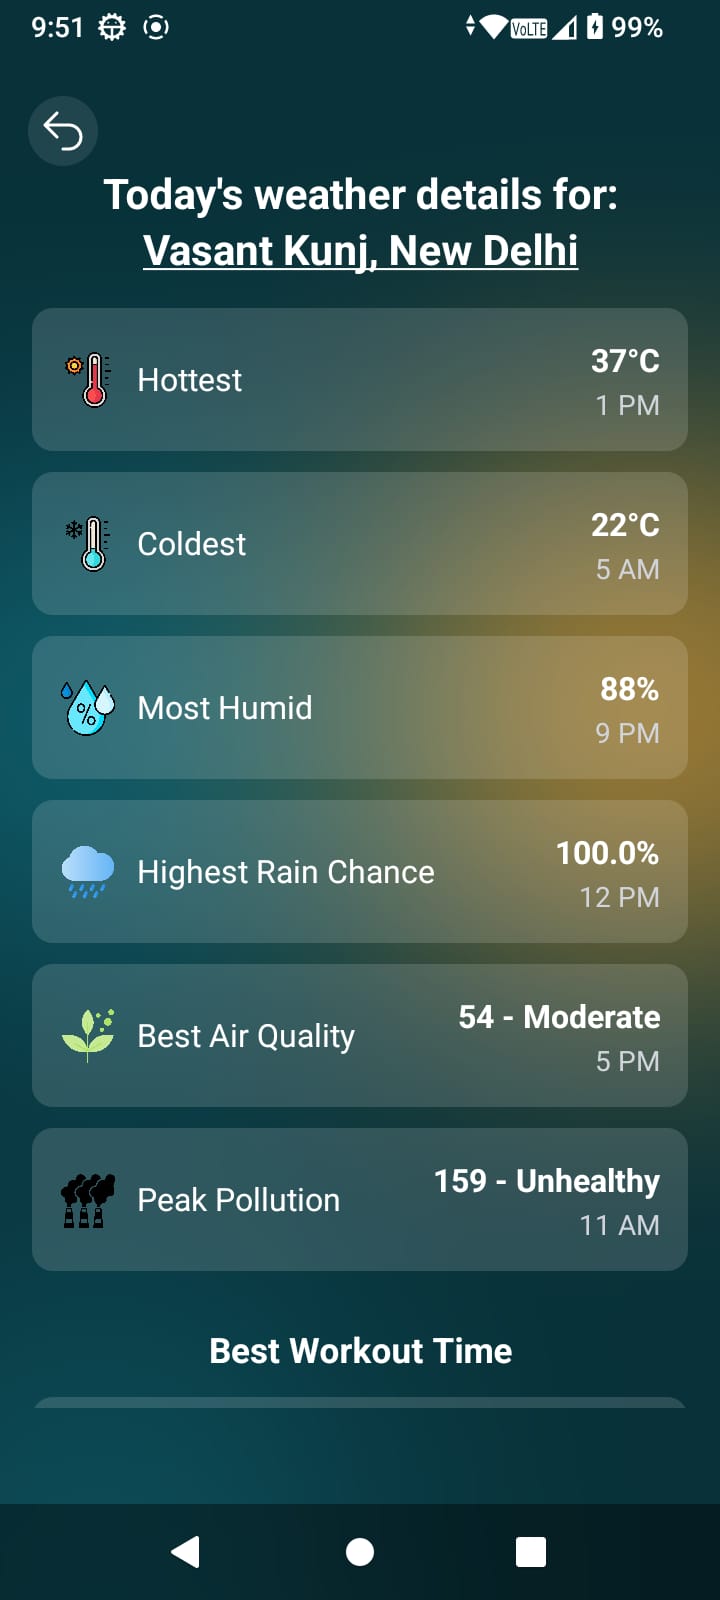 9:51 VoLTE 99%
Today's weather details for:
Vasant Kunj, New Delhi
Hottest
37°C
1 PM
Coldest
22°C
5 AM
%
Most Humid
88%
9 PM
Highest Rain Chance
100.0%
12 PM
Best Air Quality
54 - Moderate
5 PM
Peak Pollution
159 - Unhealthy
11 AM
Best Workout Time